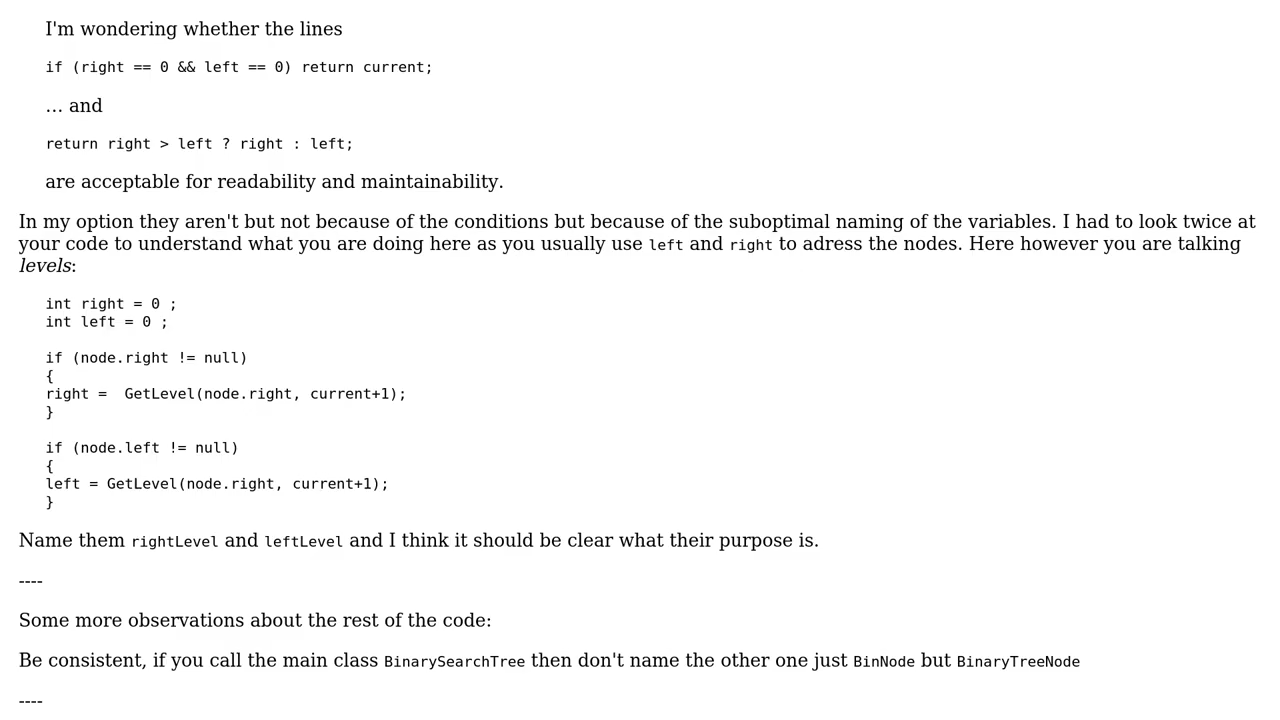 I'm wondering whether the lines
if (right == 0 && left == 0) return current;
... and
return right > left ? right : left;
are acceptable for readability and maintainability.
In my option they aren't but not because of the conditions but because of the suboptimal naming of the variables. I had to look twice at
your code to understand what you are doing here as you usually use left and right to adress the nodes. Here however you are talking
levels:
int right = 0 ;
int left = 0 ;
if (node.right != null)
{
right =  GetLevel(node.right, current+1);
}
if (node.left != null)
{
left = GetLevel(node.right, current+1);
}
Name them rightLevel and leftLevel and I think it should be clear what their purpose is.
----
Some more observations about the rest of the code:
Be consistent, if you call the main class BinarySearchTree then don't name the other one just BinNode but BinaryTreeNode
----